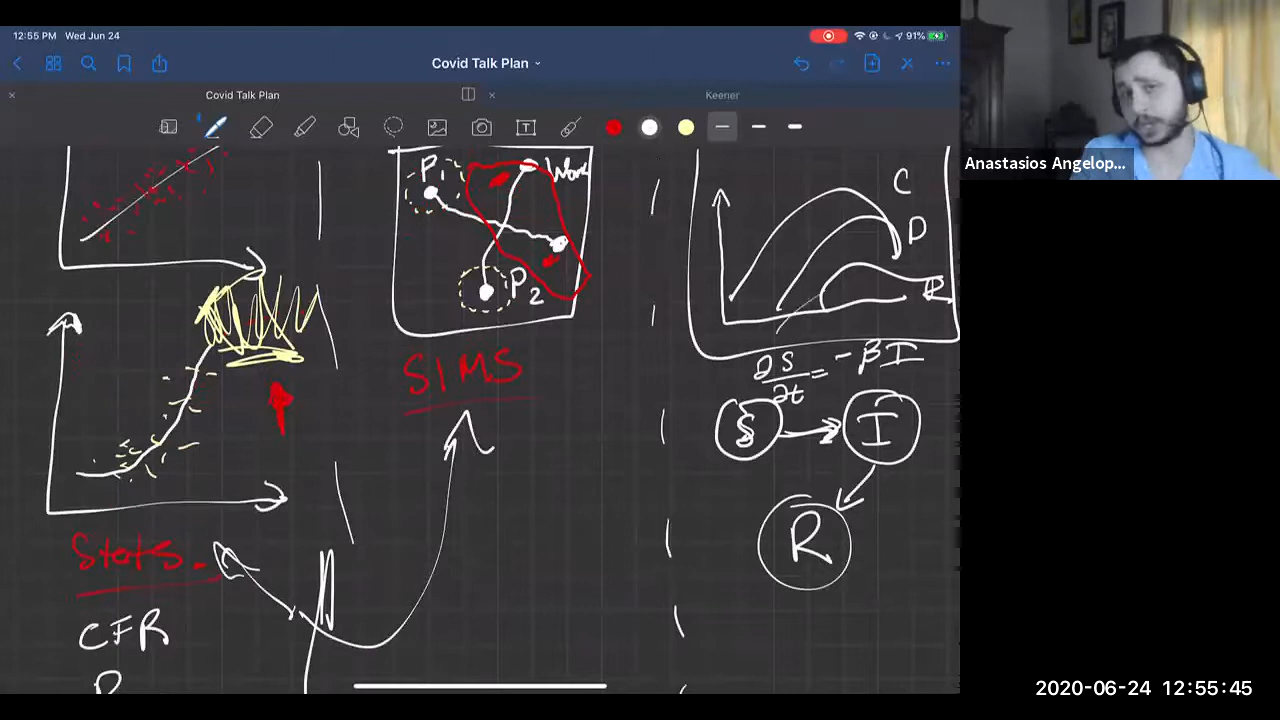 12:55 PM Wed Jun 24
91%
Covid Talk Plan
Covid Talk Plan
Keener
Anastasios Angelop...
P1
Work
P2
SIMS
C
D
R
∂S/∂t = -βI
S
I
R
Stats.
CFR
2020-06-24 12:55:45